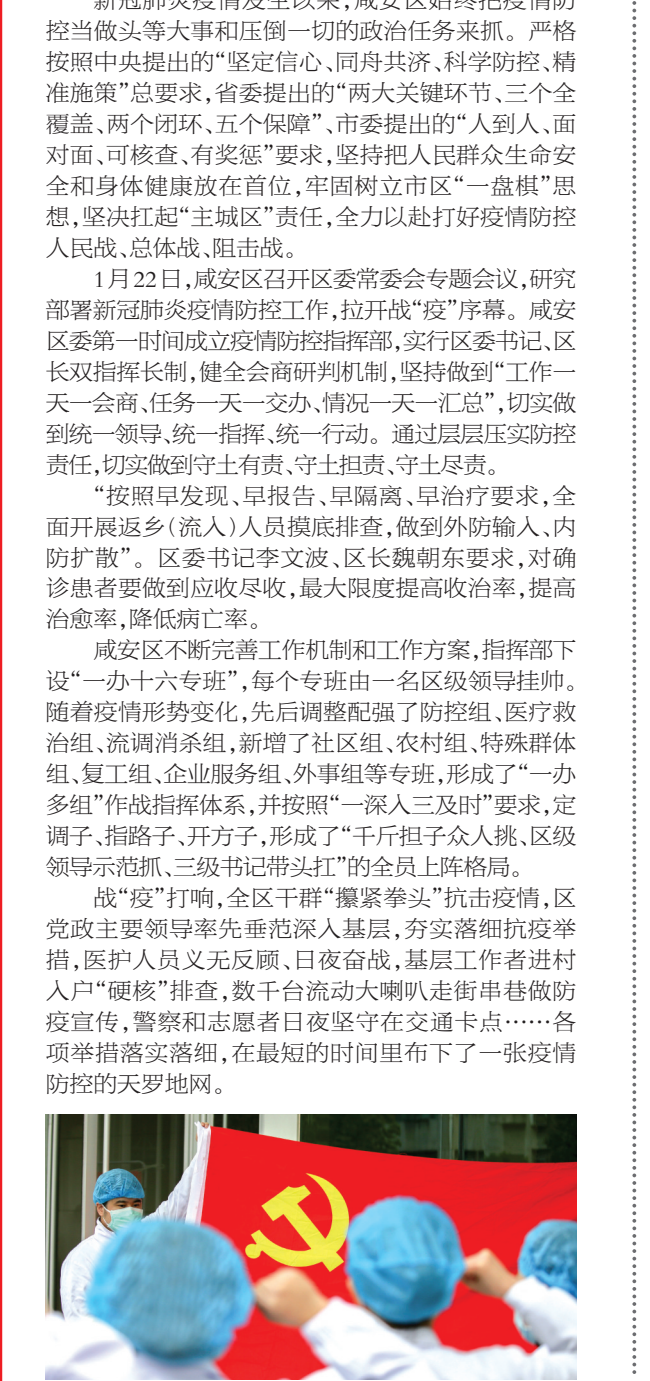 新冠肺炎疫情发生以来,咸安区始终把疫情防
控当做头等大事和压倒一切的政治任务来抓。严格
按照中央提出的“坚定信心、同舟共济、科学防控、精
准施策”总要求,省委提出的“两大关键环节、三个全
覆盖、两个闭环、五个保障”、市委提出的“人到人、面
对面、可核查、有奖惩”要求,坚持把人民群众生命安
全和身体健康放在首位,牢固树立市区“一盘棋”思
想,坚决扛起“主城区”责任,全力以赴打好疫情防控
人民战、总体战、阻击战。
1月22日,咸安区召开区委常委会专题会议,研究
部署新冠肺炎疫情防控工作,拉开战“疫”序幕。咸安
区委第一时间成立疫情防控指挥部,实行区委书记、区
长双指挥长制,健全会商研判机制,坚持做到“工作一
天一会商、任务一天一交办、情况一天一汇总”,切实做
到统一领导、统一指挥、统一行动。通过层层压实防控
责任,切实做到守土有责、守土担责、守土尽责。
“按照早发现、早报告、早隔离、早治疗要求,全
面开展返乡(流入)人员摸底排查,做到外防输入、内
防扩散”。区委书记李文波、区长魏朝东要求,对确
诊患者要做到应收尽收,最大限度提高收治率,提高
治愈率,降低病亡率。
咸安区不断完善工作机制和工作方案,指挥部下
设“一办十六专班”,每个专班由一名区级领导挂帅。
随着疫情形势变化,先后调整配强了防控组、医疗救
治组、流调消杀组,新增了社区组、农村组、特殊群体
组、复工组、企业服务组、外事组等专班,形成了“一办
多组”作战指挥体系,并按照“一深入三及时”要求,定
调子、指路子、开方子,形成了“千斤担子众人挑、区级
领导示范抓、三级书记带头扛”的全员上阵格局。
战“疫”打响,全区干群“攥紧拳头”抗击疫情,区
党政主要领导率先垂范深入基层,夯实落细抗疫举
措,医护人员义无反顾、日夜奋战,基层工作者进村
入户“硬核”排查,数千台流动大喇叭走街串巷做防
疫宣传,警察和志愿者日夜坚守在交通卡点……各
项举措落实落细,在最短的时间里布下了一张疫情
防控的天罗地网。